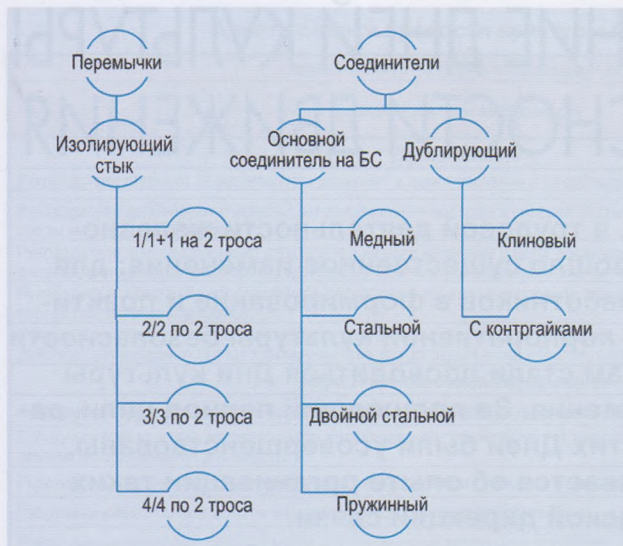 Перемычки
Соединители
Изолирующий
стык
Основной
соединитель на БС
Дублирующий
1/1+1 на 2 троса
Медный
Клиновый
2/2 по 2 троса
Стальной
С контргайками
3/3 по 2 троса
Двойной стальной
4/4 по 2 троса
Пружинный